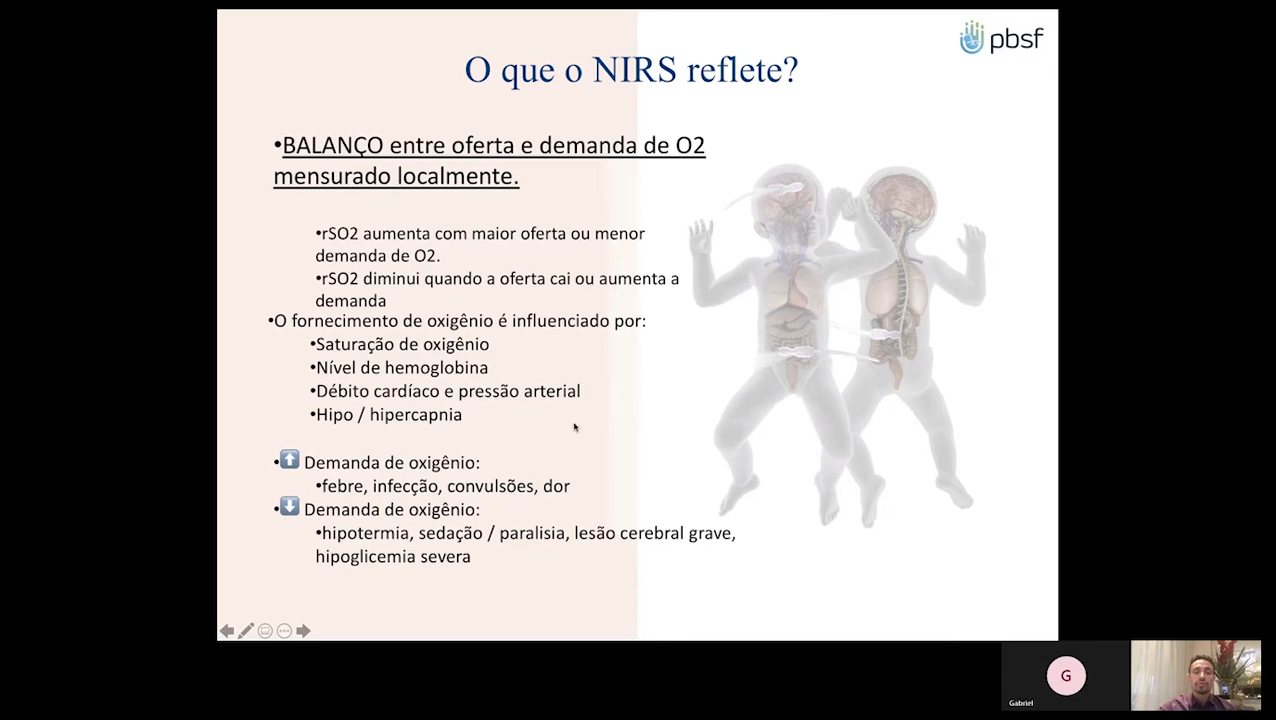 pbsf
O que o NIRS reflete?
•BALANÇO entre oferta e demanda de O2
mensurado localmente.
•rSO2 aumenta com maior oferta ou menor
demanda de O2.
•rSO2 diminui quando a oferta cai ou aumenta a
demanda
•O fornecimento de oxigênio é influenciado por:
•Saturação de oxigênio
•Nível de hemoglobina
•Débito cardíaco e pressão arterial
•Hipo / hipercapnia
•⬆ Demanda de oxigênio:
•febre, infecção, convulsões, dor
•⬇ Demanda de oxigênio:
•hipotermia, sedação / paralisia, lesão cerebral grave,
hipoglicemia severa
G
Gabriel